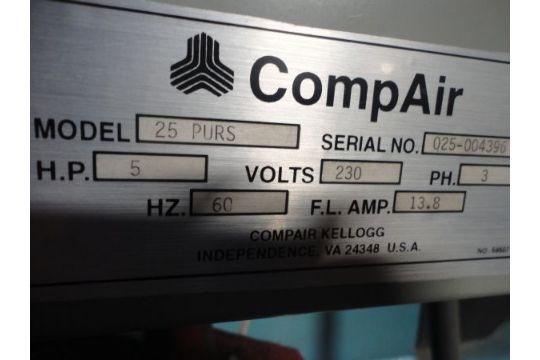 CompAir
MODEL 25 PURS SERIAL NO. 025-004396
H.P. 5 VOLTS 230 PH. 3
HZ. 60 F.L. AMP. 13.8
COMPAIR KELLOGG
INDEPENDENCE, VA 24348 U.S.A.
NO